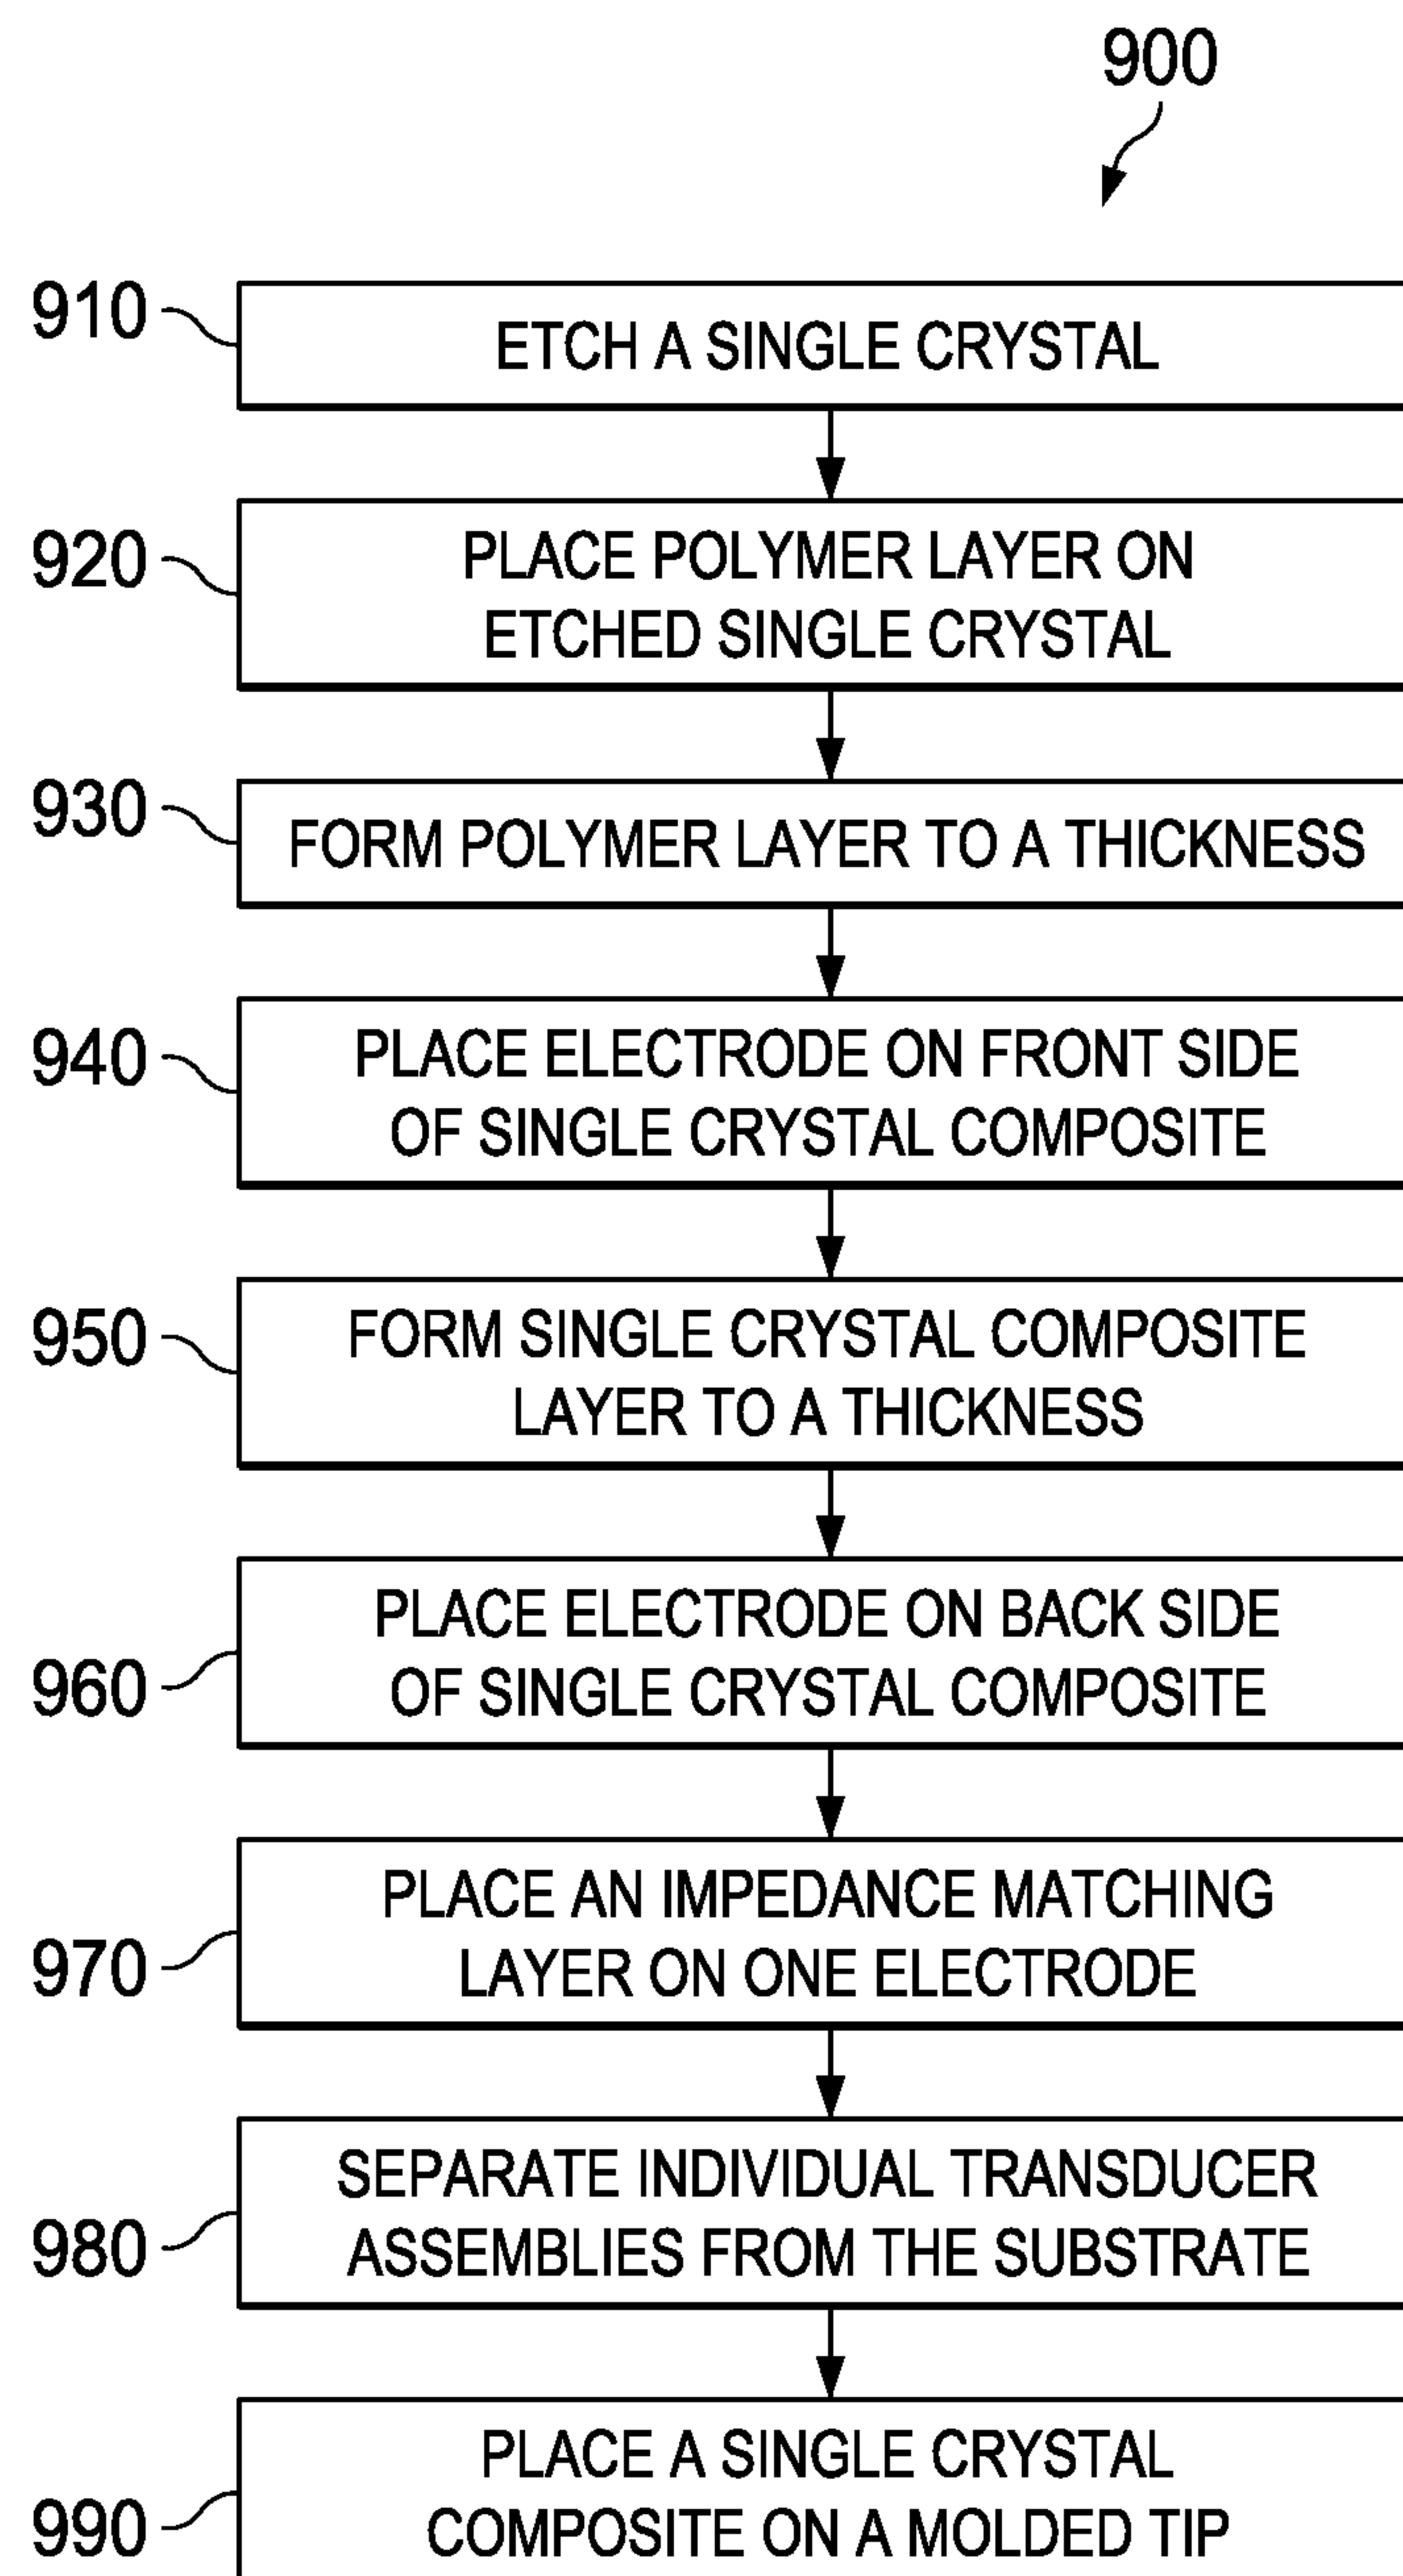 900
910
ETCH A SINGLE CRYSTAL
920
PLACE POLYMER LAYER ON
ETCHED SINGLE CRYSTAL
930
FORM POLYMER LAYER TO A THICKNESS
940
PLACE ELECTRODE ON FRONT SIDE
OF SINGLE CRYSTAL COMPOSITE
950
FORM SINGLE CRYSTAL COMPOSITE
LAYER TO A THICKNESS
960
PLACE ELECTRODE ON BACK SIDE
OF SINGLE CRYSTAL COMPOSITE
970
PLACE AN IMPEDANCE MATCHING
LAYER ON ONE ELECTRODE
980
SEPARATE INDIVIDUAL TRANSDUCER
ASSEMBLIES FROM THE SUBSTRATE
990
PLACE A SINGLE CRYSTAL
COMPOSITE ON A MOLDED TIP